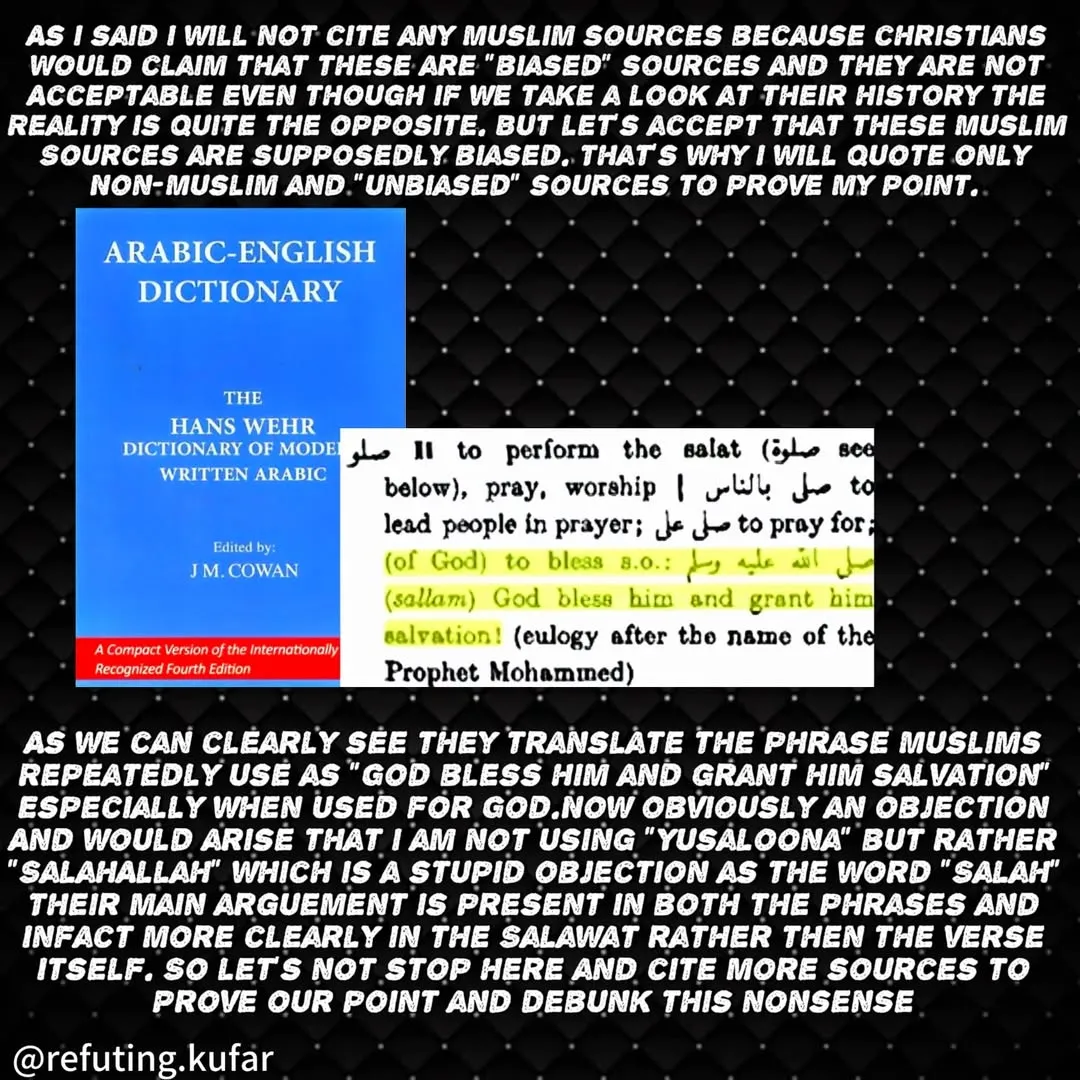 AS I SAID I WILL NOT CITE ANY MUSLIM SOURCES BECAUSE CHRISTIANS
WOULD CLAIM THAT THESE ARE "BIASED" SOURCES AND THEY ARE NOT
ACCEPTABLE EVEN THOUGH IF WE TAKE A LOOK AT THEIR HISTORY THE
REALITY IS QUITE THE OPPOSITE. BUT LET'S ACCEPT THAT THESE MUSLIM
SOURCES ARE SUPPOSEDLY BIASED. THAT'S WHY I WILL QUOTE ONLY
NON-MUSLIM AND "UNBIASED" SOURCES TO PROVE MY POINT.
ARABIC-ENGLISH
DICTIONARY
THE
HANS WEHR
DICTIONARY OF MODE
WRITTEN ARABIC
Edited by:
J M. COWAN
A Compact Version of the Internationally
Recognized Fourth Edition
صلو II to perform the salat (صلوة see
below), pray, worship | صلى بالناس to
lead people in prayer; صلى على to pray for;
(of God) to bless s.o.: صلى الله عليه وسلم
(sallam) God bless him and grant him
salvation! (eulogy after the name of the
Prophet Mohammed)
AS WE CAN CLEARLY SEE THEY TRANSLATE THE PHRASE MUSLIMS
REPEATEDLY USE AS "GOD BLESS HIM AND GRANT HIM SALVATION"
ESPECIALLY WHEN USED FOR GOD.NOW OBVIOUSLY AN OBJECTION
AND WOULD ARISE THAT I AM NOT USING "YUSALOONA" BUT RATHER
"SALAHALLAH" WHICH IS A STUPID OBJECTION AS THE WORD "SALAH"
THEIR MAIN ARGUEMENT IS PRESENT IN BOTH THE PHRASES AND
INFACT MORE CLEARLY IN THE SALAWAT RATHER THEN THE VERSE
ITSELF. SO LET'S NOT STOP HERE AND CITE MORE SOURCES TO
PROVE OUR POINT AND DEBUNK THIS NONSENSE
@refuting.kufar